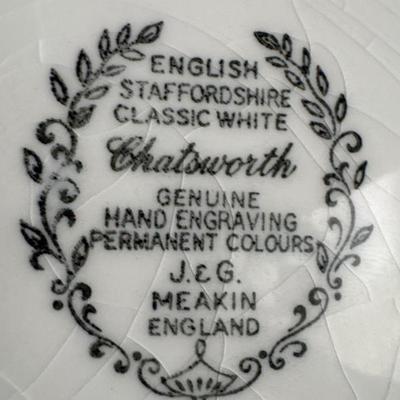 ENGLISH
STAFFORDSHIRE
CLASSIC WHITE
Chatsworth
GENUINE
HAND ENGRAVING
PERMANENT COLOURS
J. & G.
MEAKIN
ENGLAND